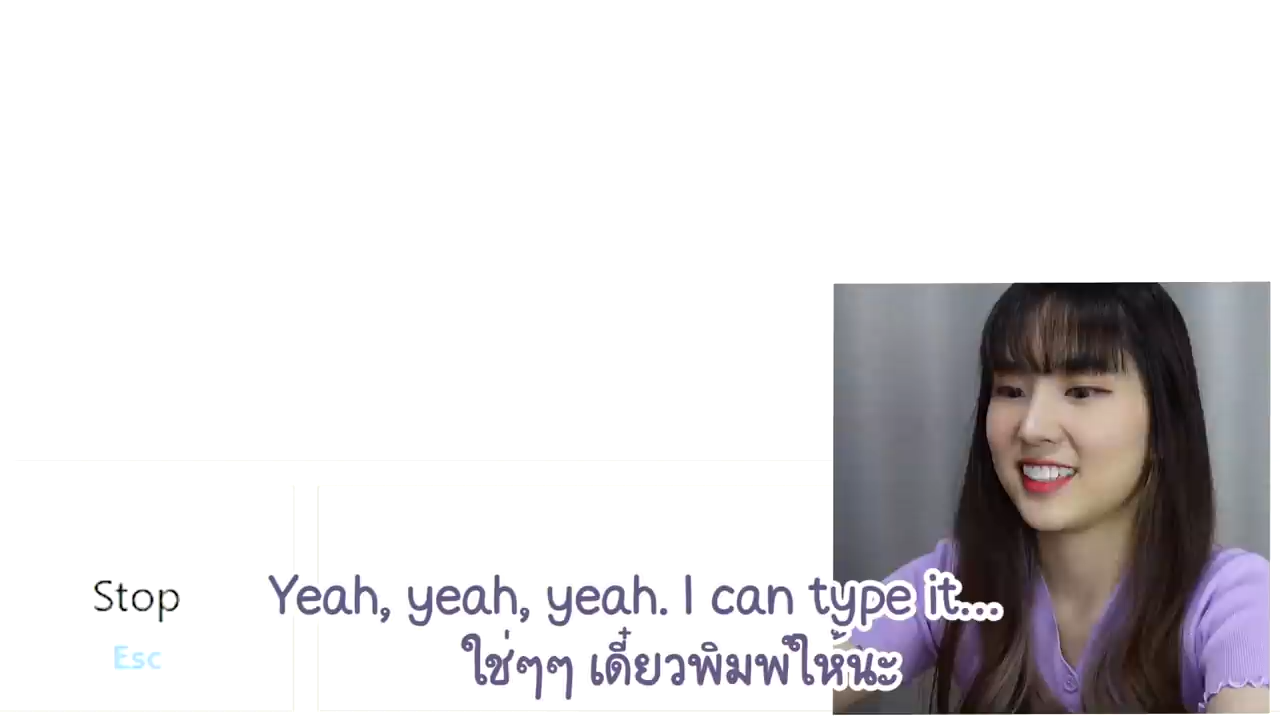 Stop
Esc
Yeah, yeah, yeah. I can type it...
ใช่ๆๆ เดี๋ยวพิมพ์ให้นะ